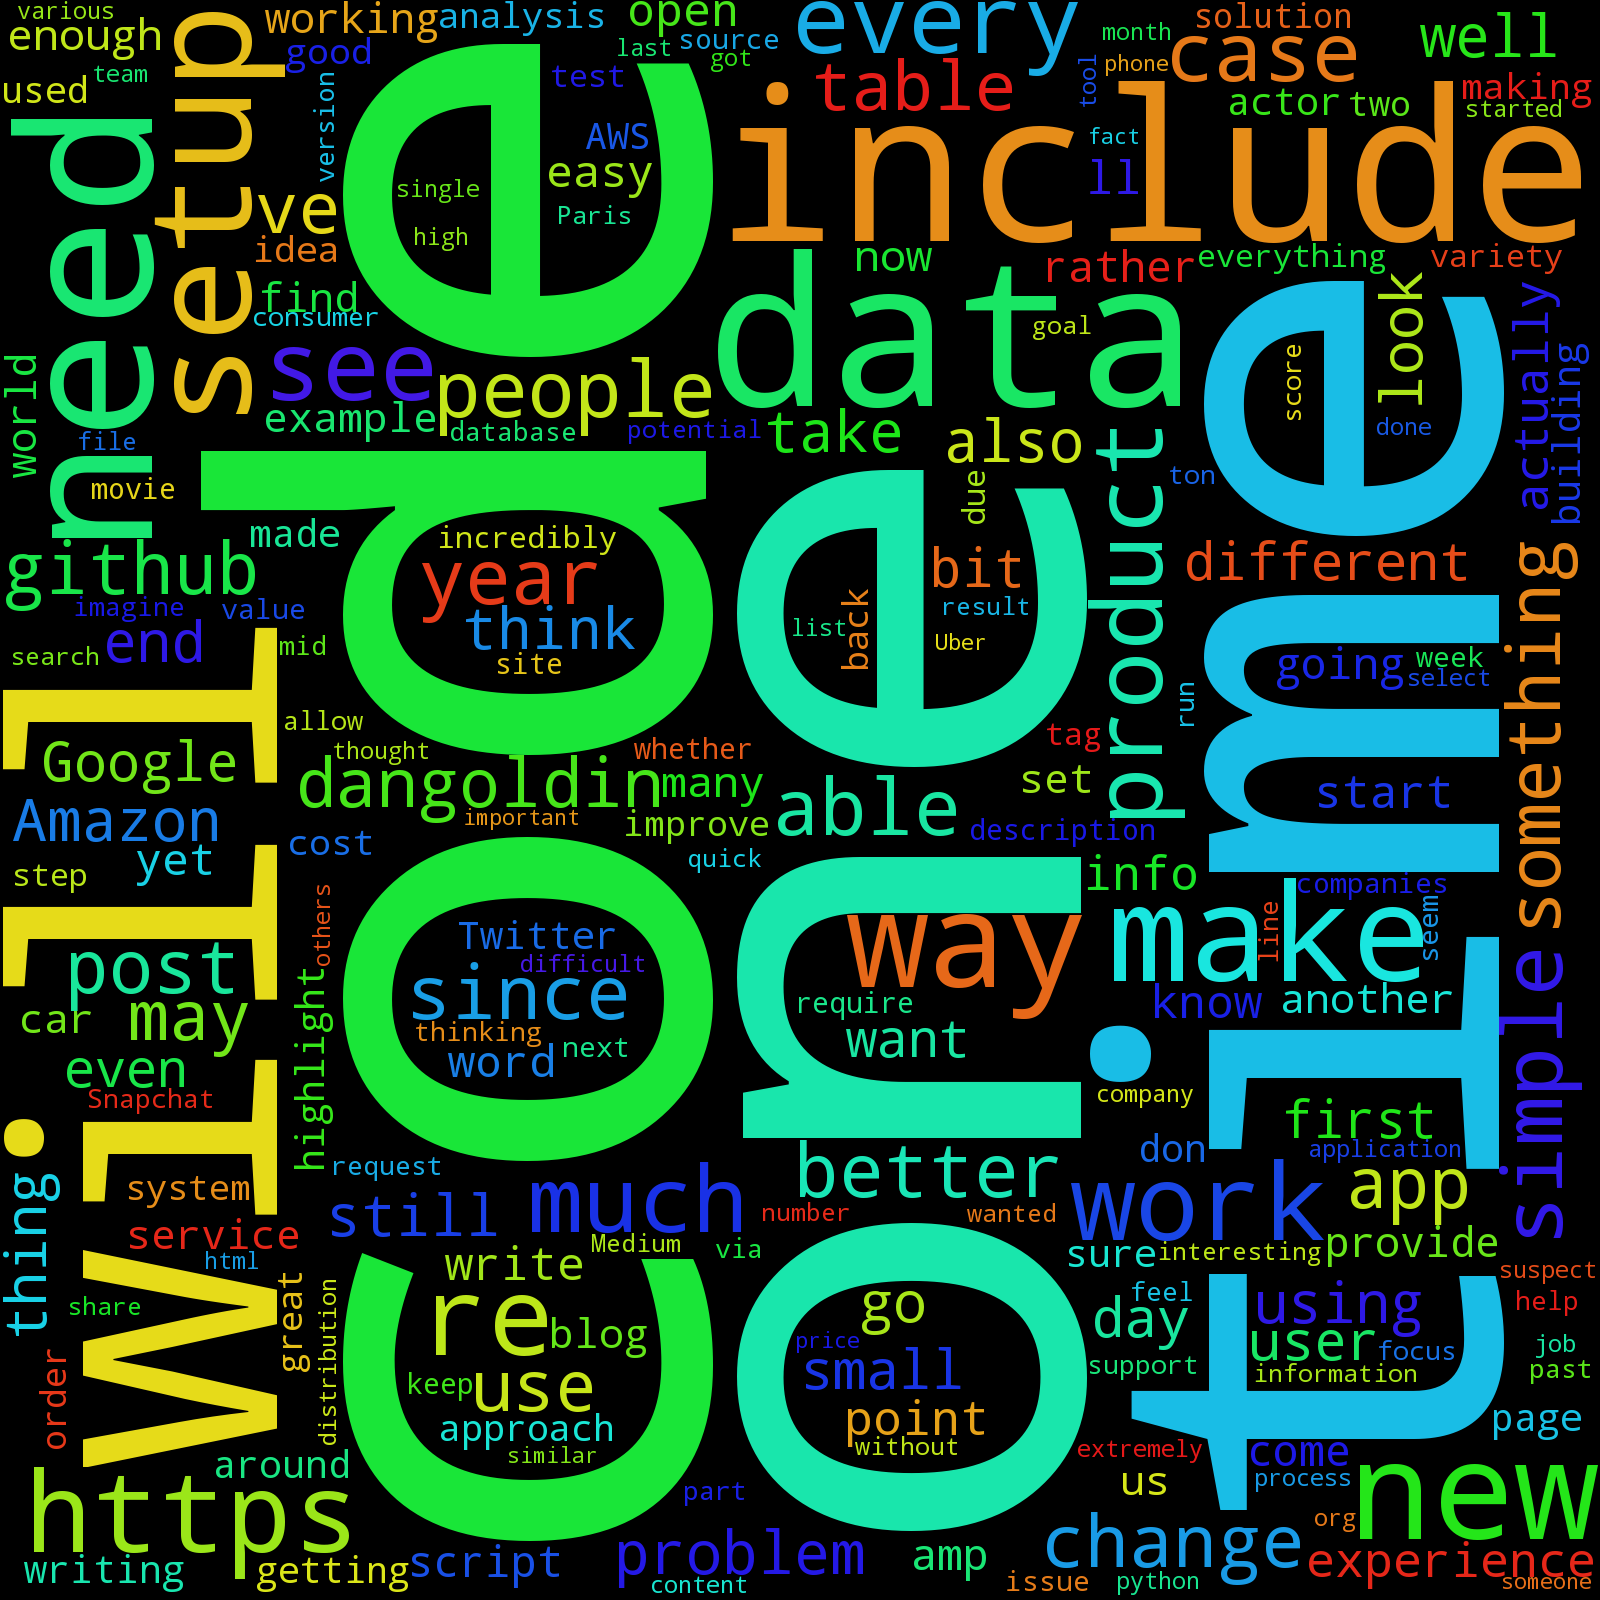 various
working
analysis
open
every
solution
month
enough
good
last
source
got
case
well
team
setup
test
table
phone
tool
used
version
making
actor
two
started
need
AWS
include
fact
easy
ll
single
ve
Paris
code
high
idea
now
rather
everything
variety
find
data
look
consumer
goal
see
people
actually
building
score
world
example
database
potential
take
also
done
file
product
movie
ton
due
made
incredibly
github
year
bit
different
something
imagine
value
think
list
back
result
end
mid
Uber
time
going
week
search
site
select
one
will
allow
run
thought
whether
tag
Google
dangoldin
many
able
set
start
important
improve
description
Amazon
cost
quick
yet
info
step
companies
others
way
make
line
seem
Twitter
post
difficult
since
require
know
another
car
may
thinking
want
simple
word
next
even
highlight
company
Snapchat
first
don
application
thing
request
better
system
much
work
app
still
number
wanted
service
Medium
via
sure
interesting
provide
html
write
great
suspect
share
distribution
re
go
feel
using
help
blog
day
user
price
focus
job
order
keep
use
small
support
information
past
approach
point
page
similar
without
extremely
come
around
process
us
new
https
part
org
script
problem
amp
change
experience
writing
getting
content
issue
python
someone